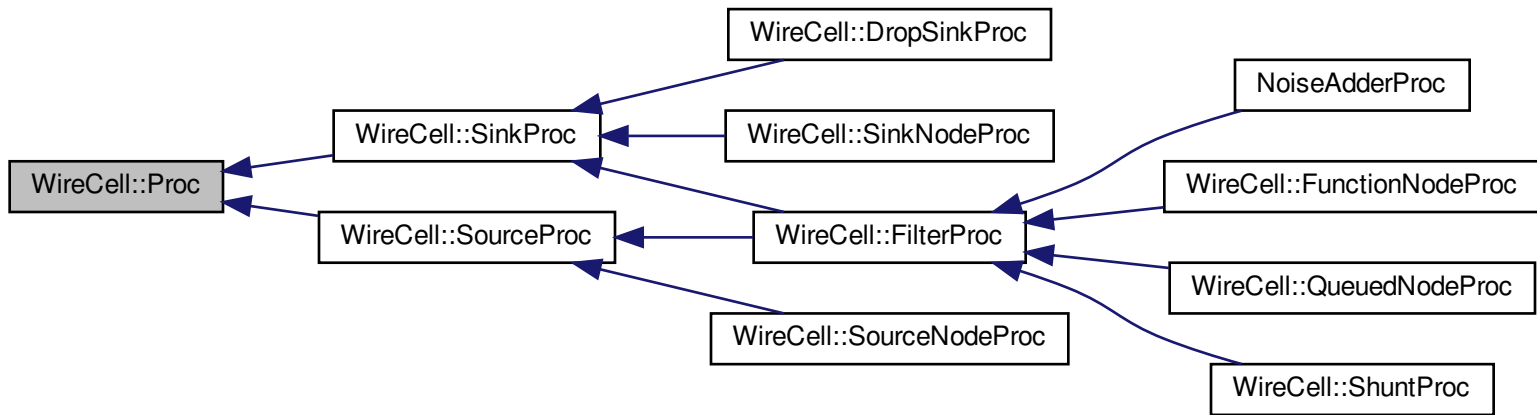 WireCell::Proc
WireCell::SinkProc
WireCell::SourceProc
WireCell::DropSinkProc
WireCell::SinkNodeProc
WireCell::FilterProc
WireCell::SourceNodeProc
NoiseAdderProc
WireCell::FunctionNodeProc
WireCell::QueuedNodeProc
WireCell::ShuntProc